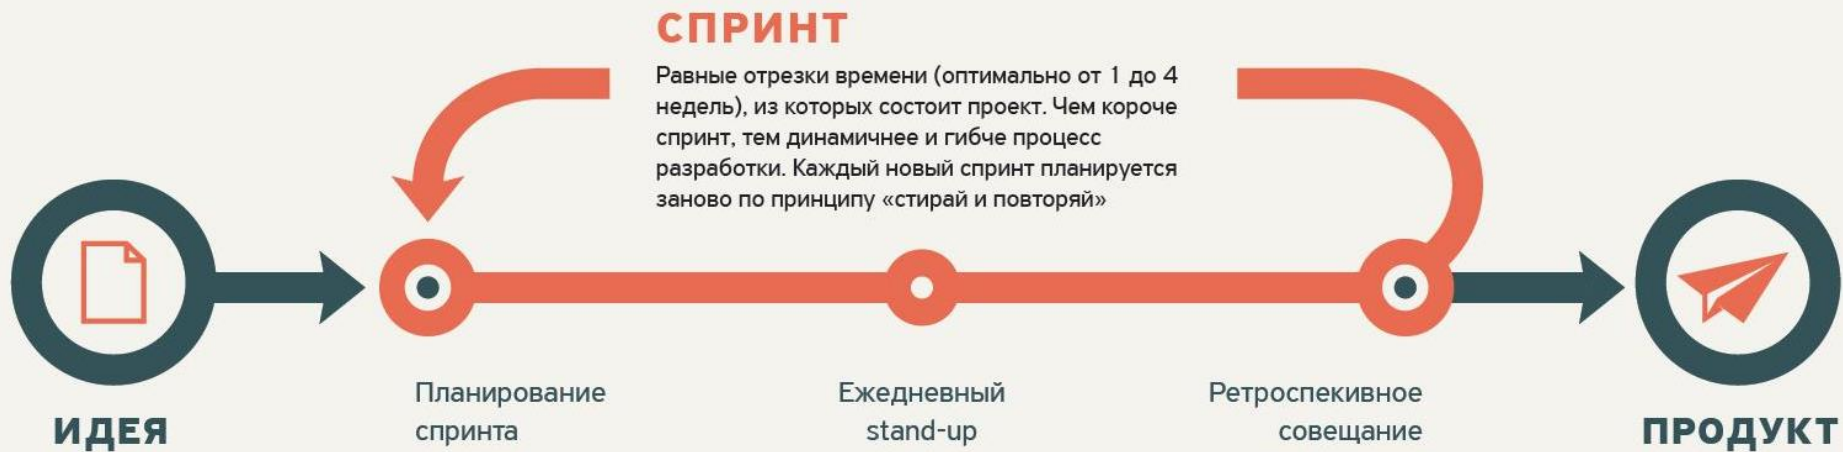 СПРИНТ
Равные отрезки времени (оптимально от 1 до 4
недель), из которых состоит проект. Чем короче
спринт, тем динамичнее и гибче процесс
разработки. Каждый новый спринт планируется
заново по принципу «стирай и повторяй»
ИДЕЯ
Планирование
спринта
Ежедневный
stand-up
Ретроспекивное
совещание
ПРОДУКТ